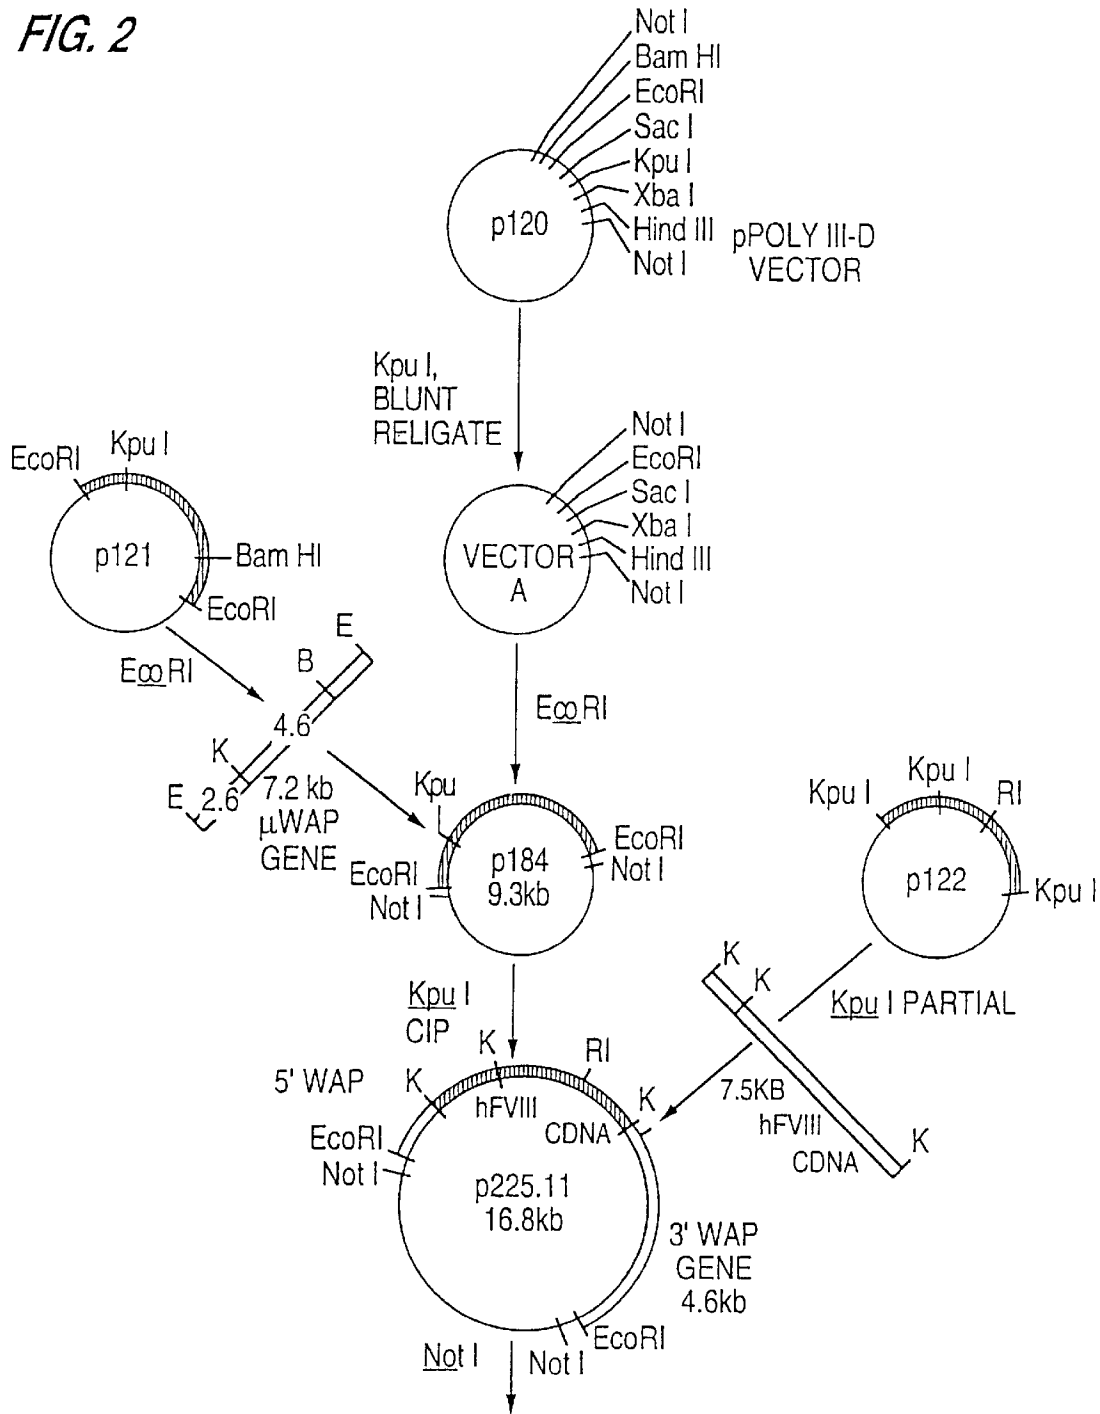 FIG. 2
Not I
Bam HI
EcoRI
Sac I
Kpu I
Xba I
Hind III
Not I
p120
pPOLY III-D
VECTOR
Kpu I,
BLUNT
RELIGATE
Not I
EcoRI
Sac I
Xba I
Hind III
Not I
VECTOR
A
EcoRI
Kpu I
p121
Bam HI
EcoRI
EcoRI
E
B
4.6
K
E
2.6
7.2 kb
μWAP
GENE
EcoRI
Kpu
EcoRI
Not I
p184
9.3kb
EcoRI
Not I
Kpu I
Kpu I
RI
p122
Kpu I
Kpu I PARTIAL
K
K
7.5KB
hFVIII
CDNA
K
Kpu I
CIP
5' WAP
K
K
RI
hFVIII
CDNA
K
EcoRI
Not I
p225.11
16.8kb
3' WAP
GENE
4.6kb
EcoRI
Not I
Not I